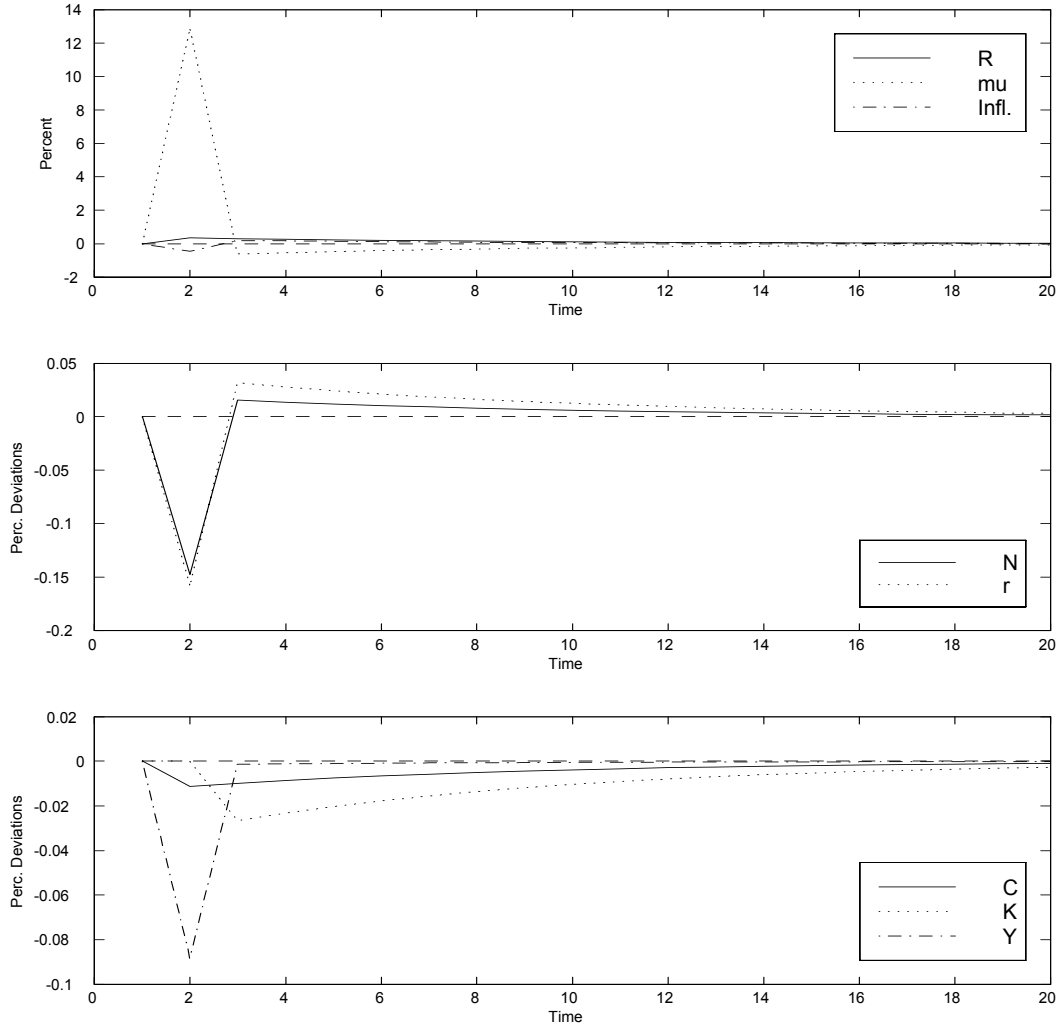 14
12
10
8
6
4
2
0
-2
Percent
R
mu
Infl.
0 2 4 6 8 10 12 14 16 18 20
Time
0.05
0
-0.05
-0.1
-0.15
-0.2
Perc. Deviations
N
r
0 2 4 6 8 10 12 14 16 18 20
Time
0.02
0
-0.02
-0.04
-0.06
-0.08
-0.1
Perc. Deviations
C
K
Y
0 2 4 6 8 10 12 14 16 18 20
Time